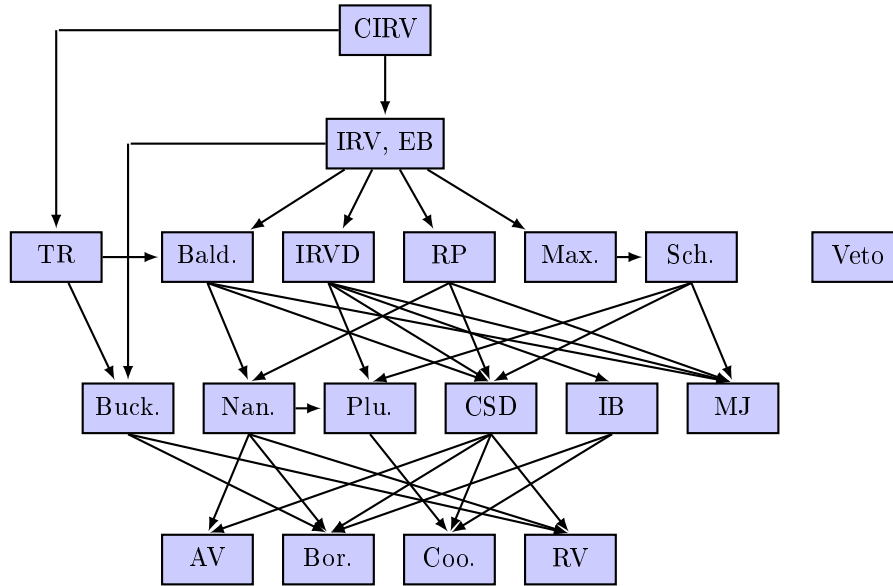 CIRV
IRV, EB
TR Bald. IRVD RP Max. Sch. Veto
Buck. Nan. Plu. CSD IB MJ
AV Bor. Coo. RV